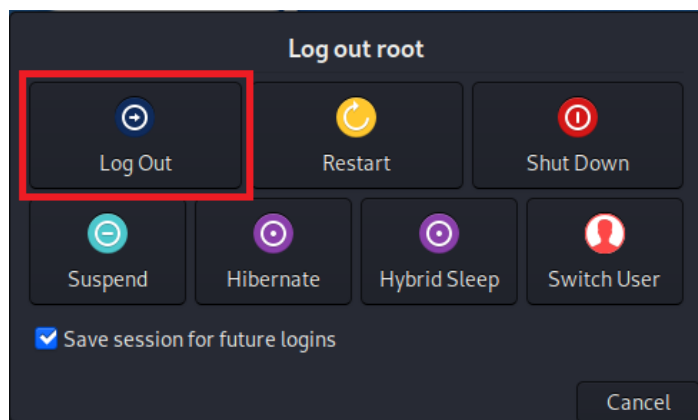 Log out root
Log Out Restart Shut Down
Suspend Hibernate Hybrid Sleep Switch User
Save session for future logins
Cancel